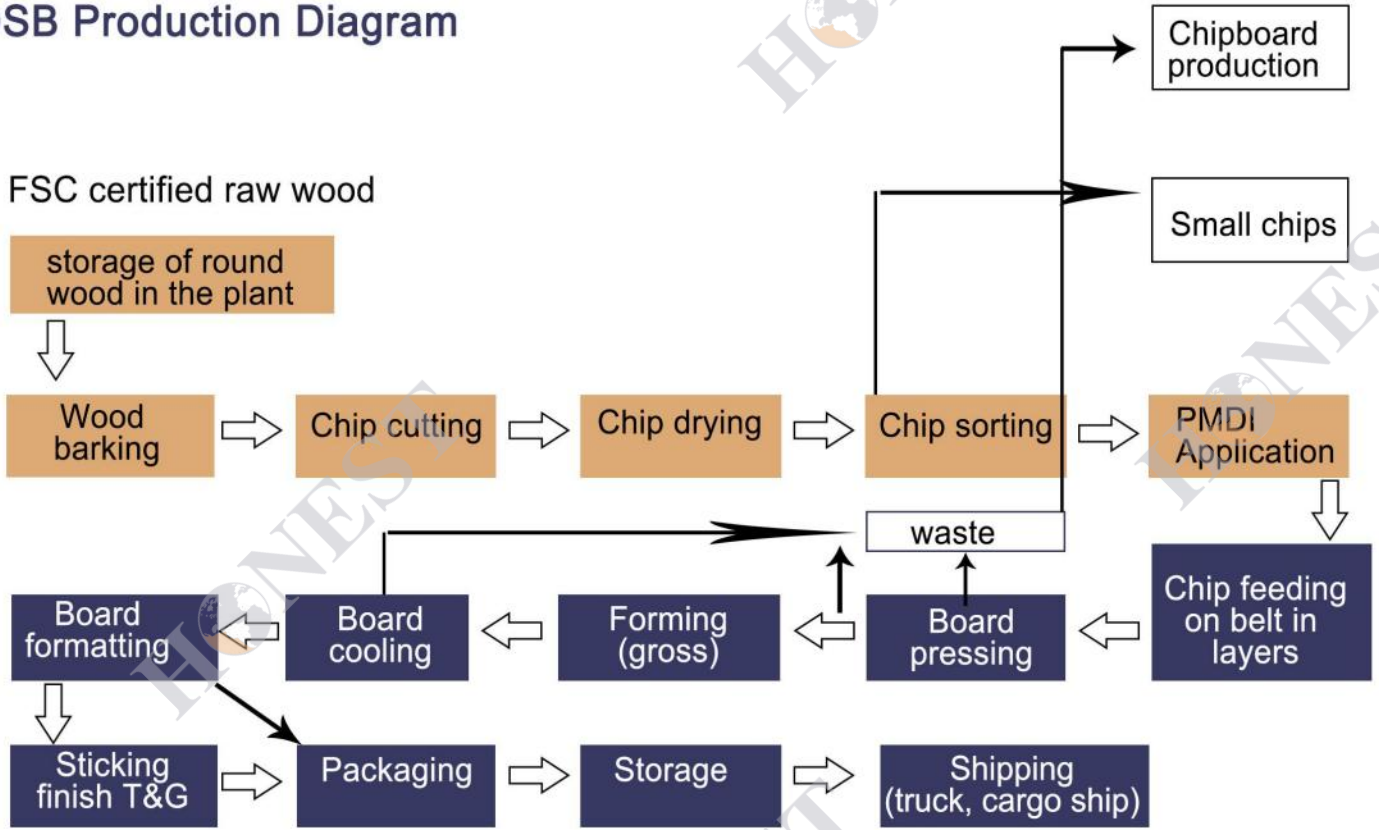 SB Production Diagram
Chipboard
production
FSC certified raw wood
Small chips
storage of round
wood in the plant
Wood
barking
Chip cutting
Chip drying
Chip sorting
PMDI
Application
waste
Board
formatting
Board
cooling
Forming
(gross)
Board
pressing
Chip feeding
on belt in
layers
Sticking
finish T&G
Packaging
Storage
Shipping
(truck, cargo ship)
HONEST